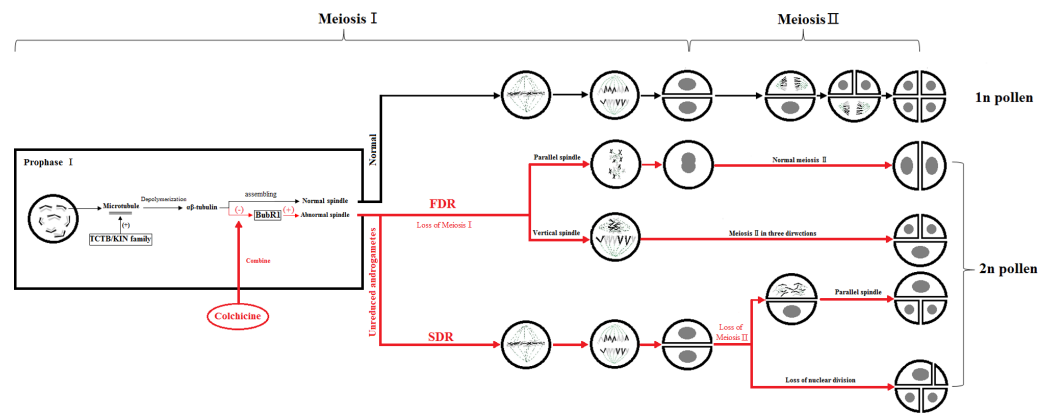 Meiosis Ⅰ
Meiosis Ⅱ
1n pollen
Normal
Prophase Ⅰ
Parallel spindle
Normal meiosis Ⅱ
Depolymerization
assembling
Microtubule
αβ-tubulin
Normal spindle
(-)
BubR1
(+)
Abnormal spindle
(+)
TCTB/KIN family
FDR
Loss of Meiosis Ⅰ
Vertical spindle
Meiosis Ⅱ in three dirwctions
Combine
Colchicine
Unreduced androgametes
2n pollen
Parallel spindle
SDR
Loss of
Meiosis Ⅱ
Loss of nuclear division